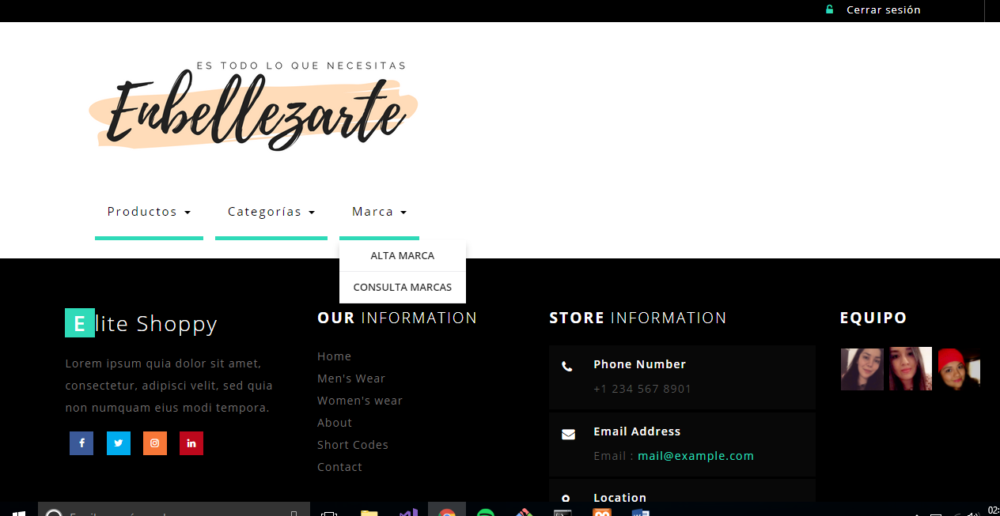 Cerrar sesión
ES TODO LO QUE NECESITAS
Enbellezarte
Productos
Categorías
Marca
ALTA MARCA
CONSULTA MARCAS
Elite Shoppy
Lorem ipsum quia dolor sit amet,
consectetur, adipisci velit, sed quia
non numquam eius modi tempora.
OUR INFORMATION
Home
Men's Wear
Women's wear
About
Short Codes
Contact
STORE INFORMATION
Phone Number
+1 234 567 8901
Email Address
Email : mail@example.com
Location
EQUIPO
02: